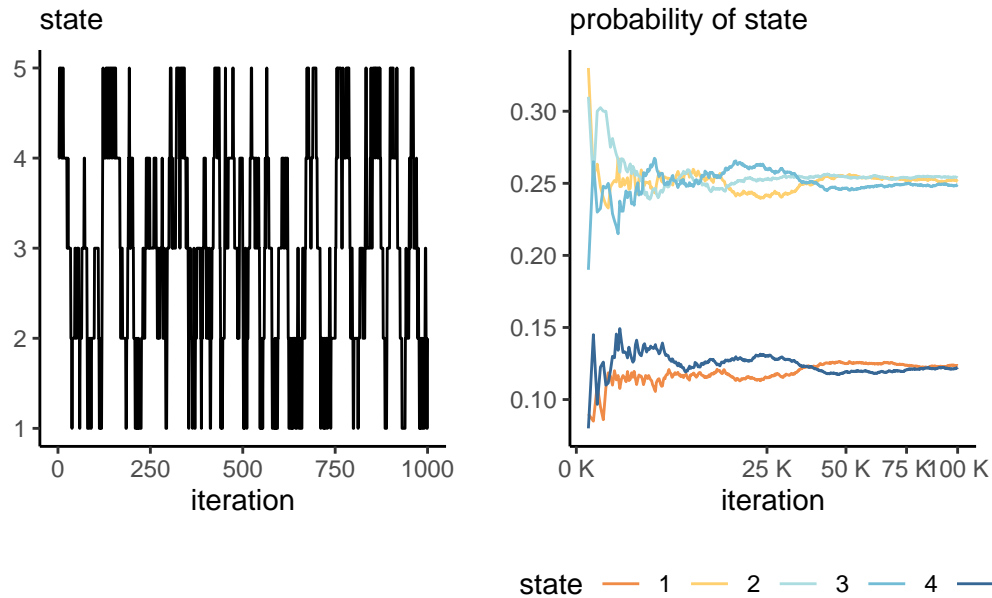 state
5
4
3
2
1
0 250 500 750 1000
iteration
probability of state
0.30
0.25
0.20
0.15
0.10
0 K 25 K 50 K 75 K 100 K
iteration
state 1 2 3 4